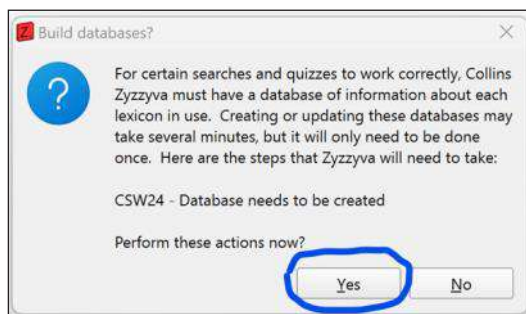 Z Build databases?
For certain searches and quizzes to work correctly, Collins
Zyzzyva must have a database of information about each
lexicon in use. Creating or updating these databases may
take several minutes, but it will only need to be done
once. Here are the steps that Zyzzyva will need to take:
CSW24 - Database needs to be created
Perform these actions now?
Yes No